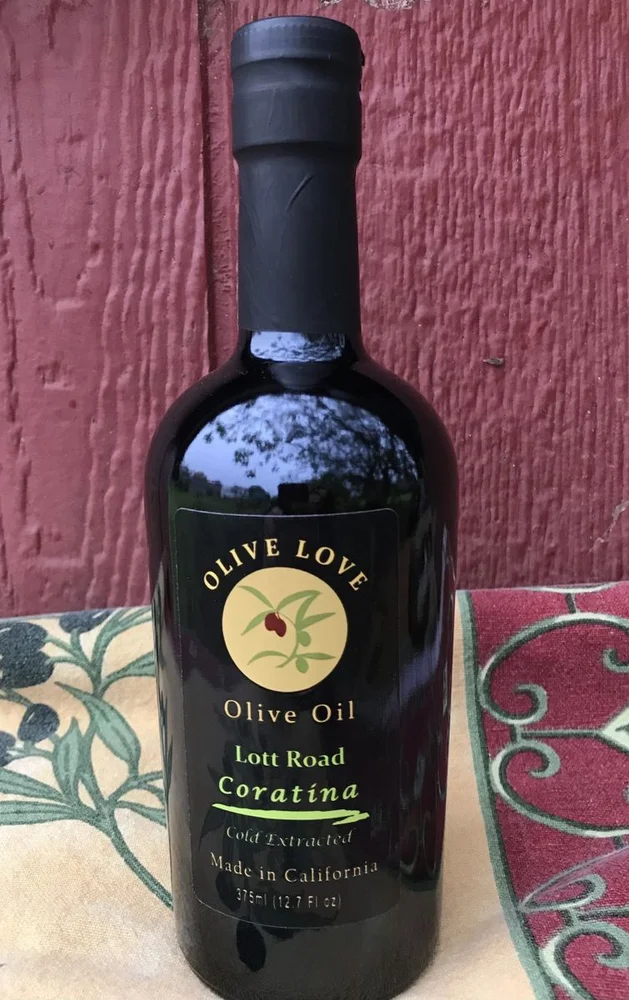 OLIVE LOVE
Olive Oil
Lott Road
Coratina
Cold Extracted
Made in California
375ml (12.7 Fl oz)